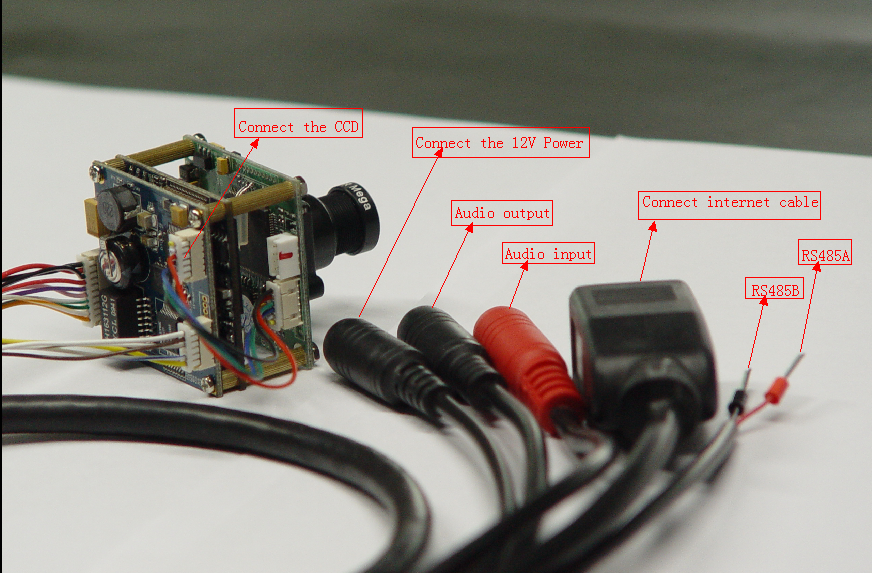 Connect the CCD
Connect the 12V Power
Connect internet cable
Audio output
Audio input
RS485A
RS485B
Mega